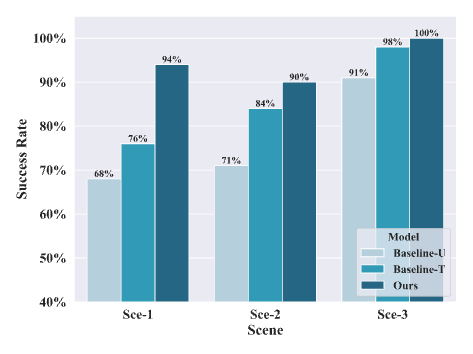 100%
90%
80%
70%
60%
50%
40%
Success Rate
68%
76%
94%
71%
84%
90%
91%
98%
100%
Model
Baseline-U
Baseline-T
Ours
Sce-1 Sce-2 Sce-3
Scene